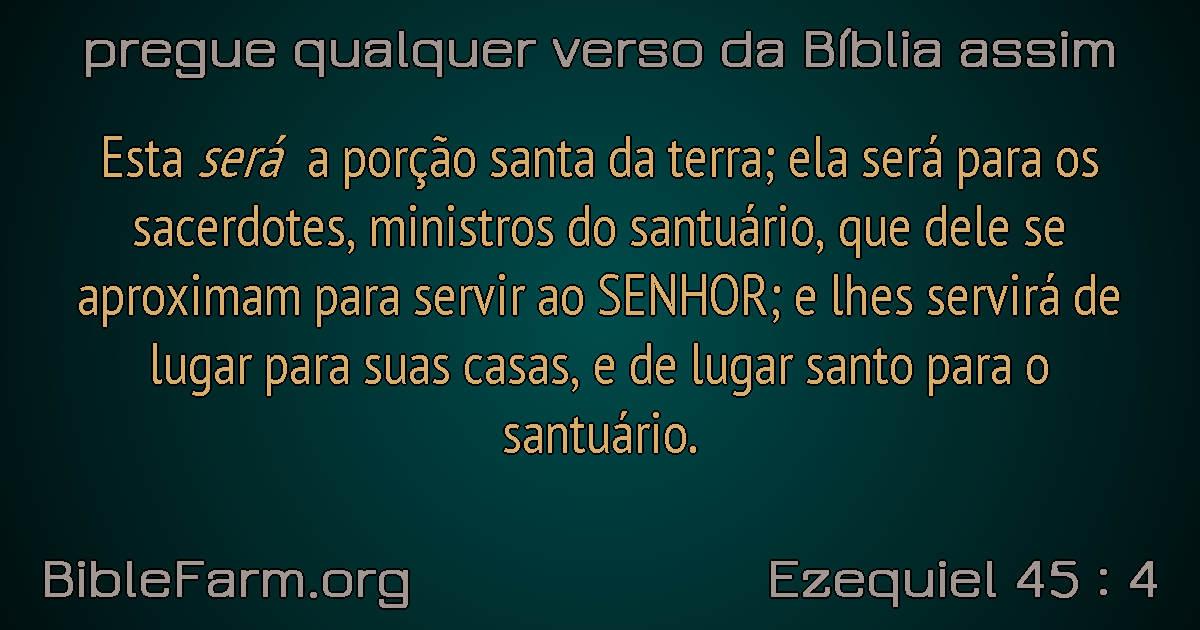 pregue qualquer verso da Bíblia assim
Esta será a porção santa da terra; ela será para os
sacerdotes, ministros do santuário, que dele se
aproximam para servir ao SENHOR; e lhes servirá de
lugar para suas casas, e de lugar santo para o
santuário.
BibleFarm.org
Ezequiel 45 : 4